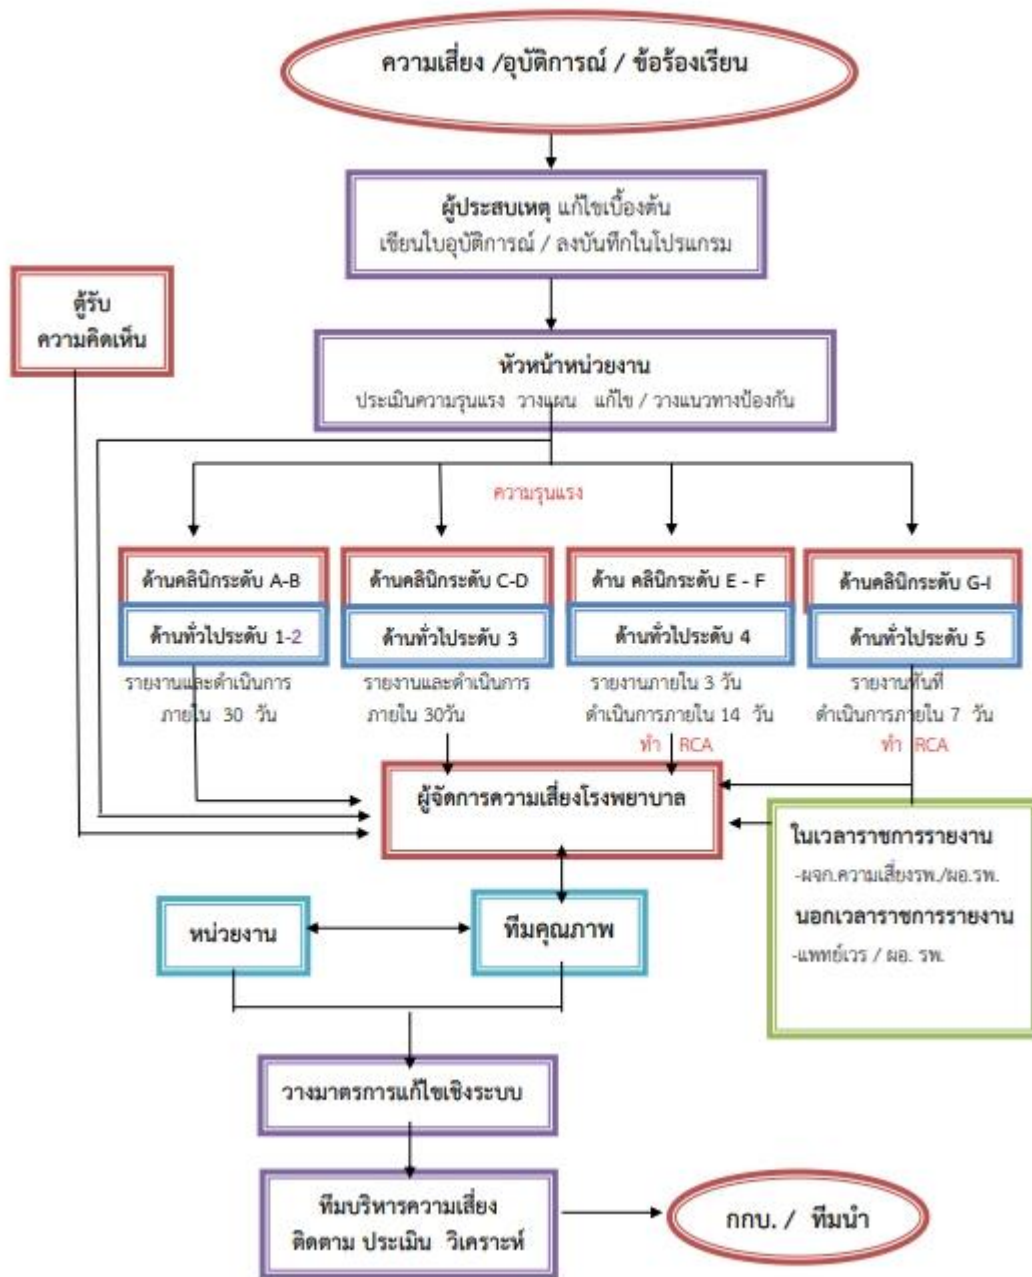 ความเสี่ยง /อุบัติการณ์ / ข้อร้องเรียน
ผู้ประสบเหตุ แก้ไขเบื้องต้น
เขียนใบอุบัติการณ์ / ลงบันทึกในโปรแกรม
ตู้รับ
ความคิดเห็น
หัวหน้าหน่วยงาน
ประเมินความรุนแรง วางแผน แก้ไข / วางแนวทางป้องกัน
ความรุนแรง
ด้านคลินิกระดับ A-B
ด้านทั่วไประดับ 1-2
รายงานและดำเนินการ
ภายใน 30 วัน
ด้านคลินิกระดับ C-D
ด้านทั่วไประดับ 3
รายงานและดำเนินการ
ภายใน 30วัน
ด้าน คลินิกระดับ E - F
ด้านทั่วไประดับ 4
รายงานภายใน 3 วัน
ดำเนินการภายใน 14 วัน
ทำ RCA
ด้านคลินิกระดับ G-I
ด้านทั่วไประดับ 5
รายงานทันที
ดำเนินการภายใน 7 วัน
ทำ RCA
ผู้จัดการความเสี่ยงโรงพยาบาล
ในเวลาราชการรายงาน
-ผจก.ความเสี่ยงรพ./ผอ.รพ.
นอกเวลาราชการรายงาน
-แพทย์เวร / ผอ. รพ.
หน่วยงาน
ทีมคุณภาพ
วางมาตรการแก้ไขเชิงระบบ
ทีมบริหารความเสี่ยง
ติดตาม ประเมิน วิเคราะห์
กกบ. / ทีมนำ